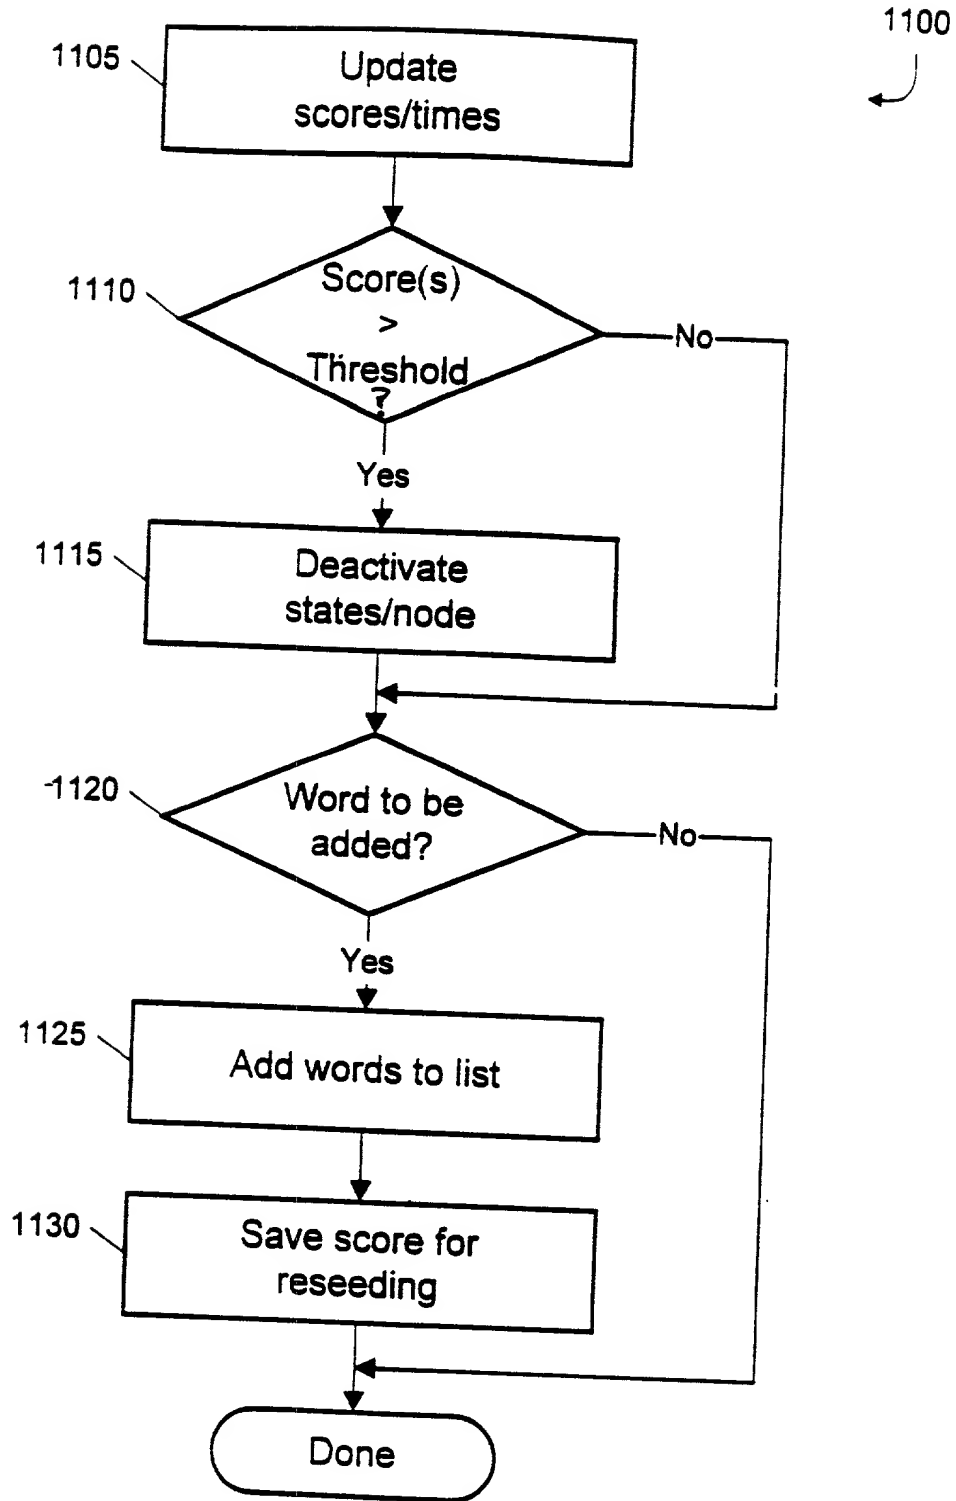 1100
1105
Update
scores/times
1110
Score(s)
>
Threshold
?
No
Yes
1115
Deactivate
states/node
1120
Word to be
added?
No
Yes
1125
Add words to list
1130
Save score for
reseeding
Done